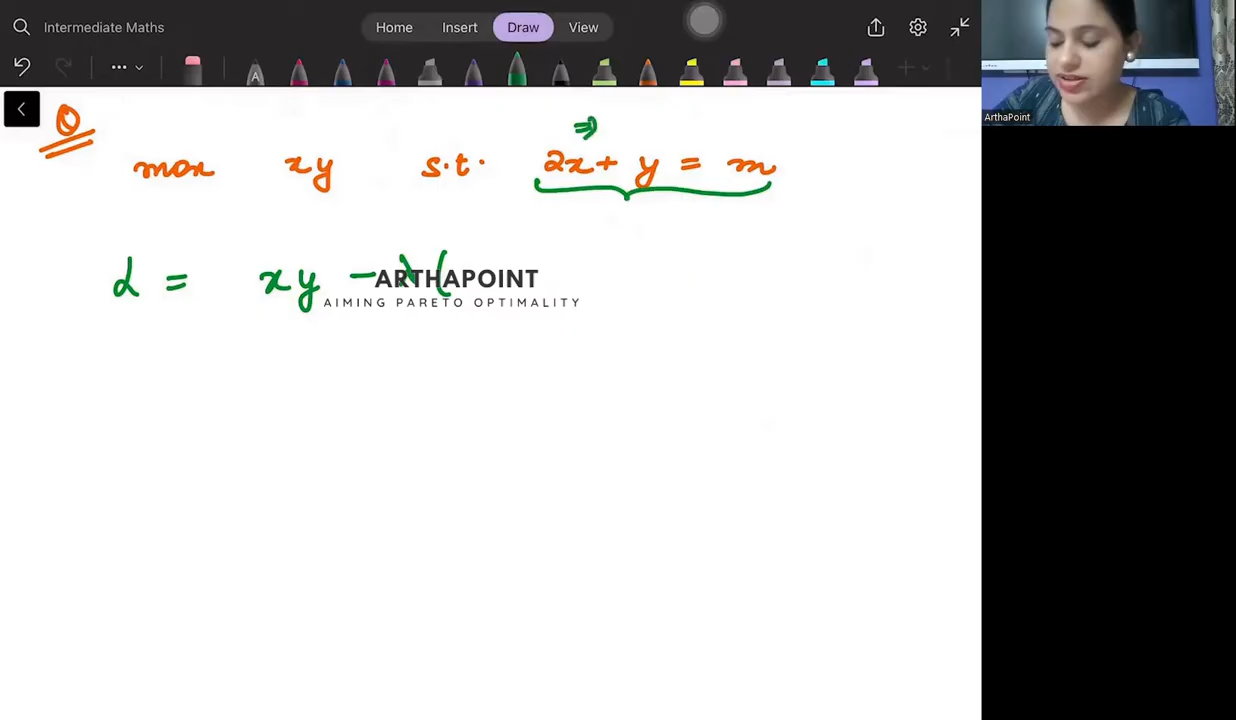 Intermediate Maths
Home Insert Draw View
A
ArthaPoint
Q
⇒
max xy s.t. 2x + y = m
L = xy - λ(
ARTHAPOINT
AIMING PARETO OPTIMALITY